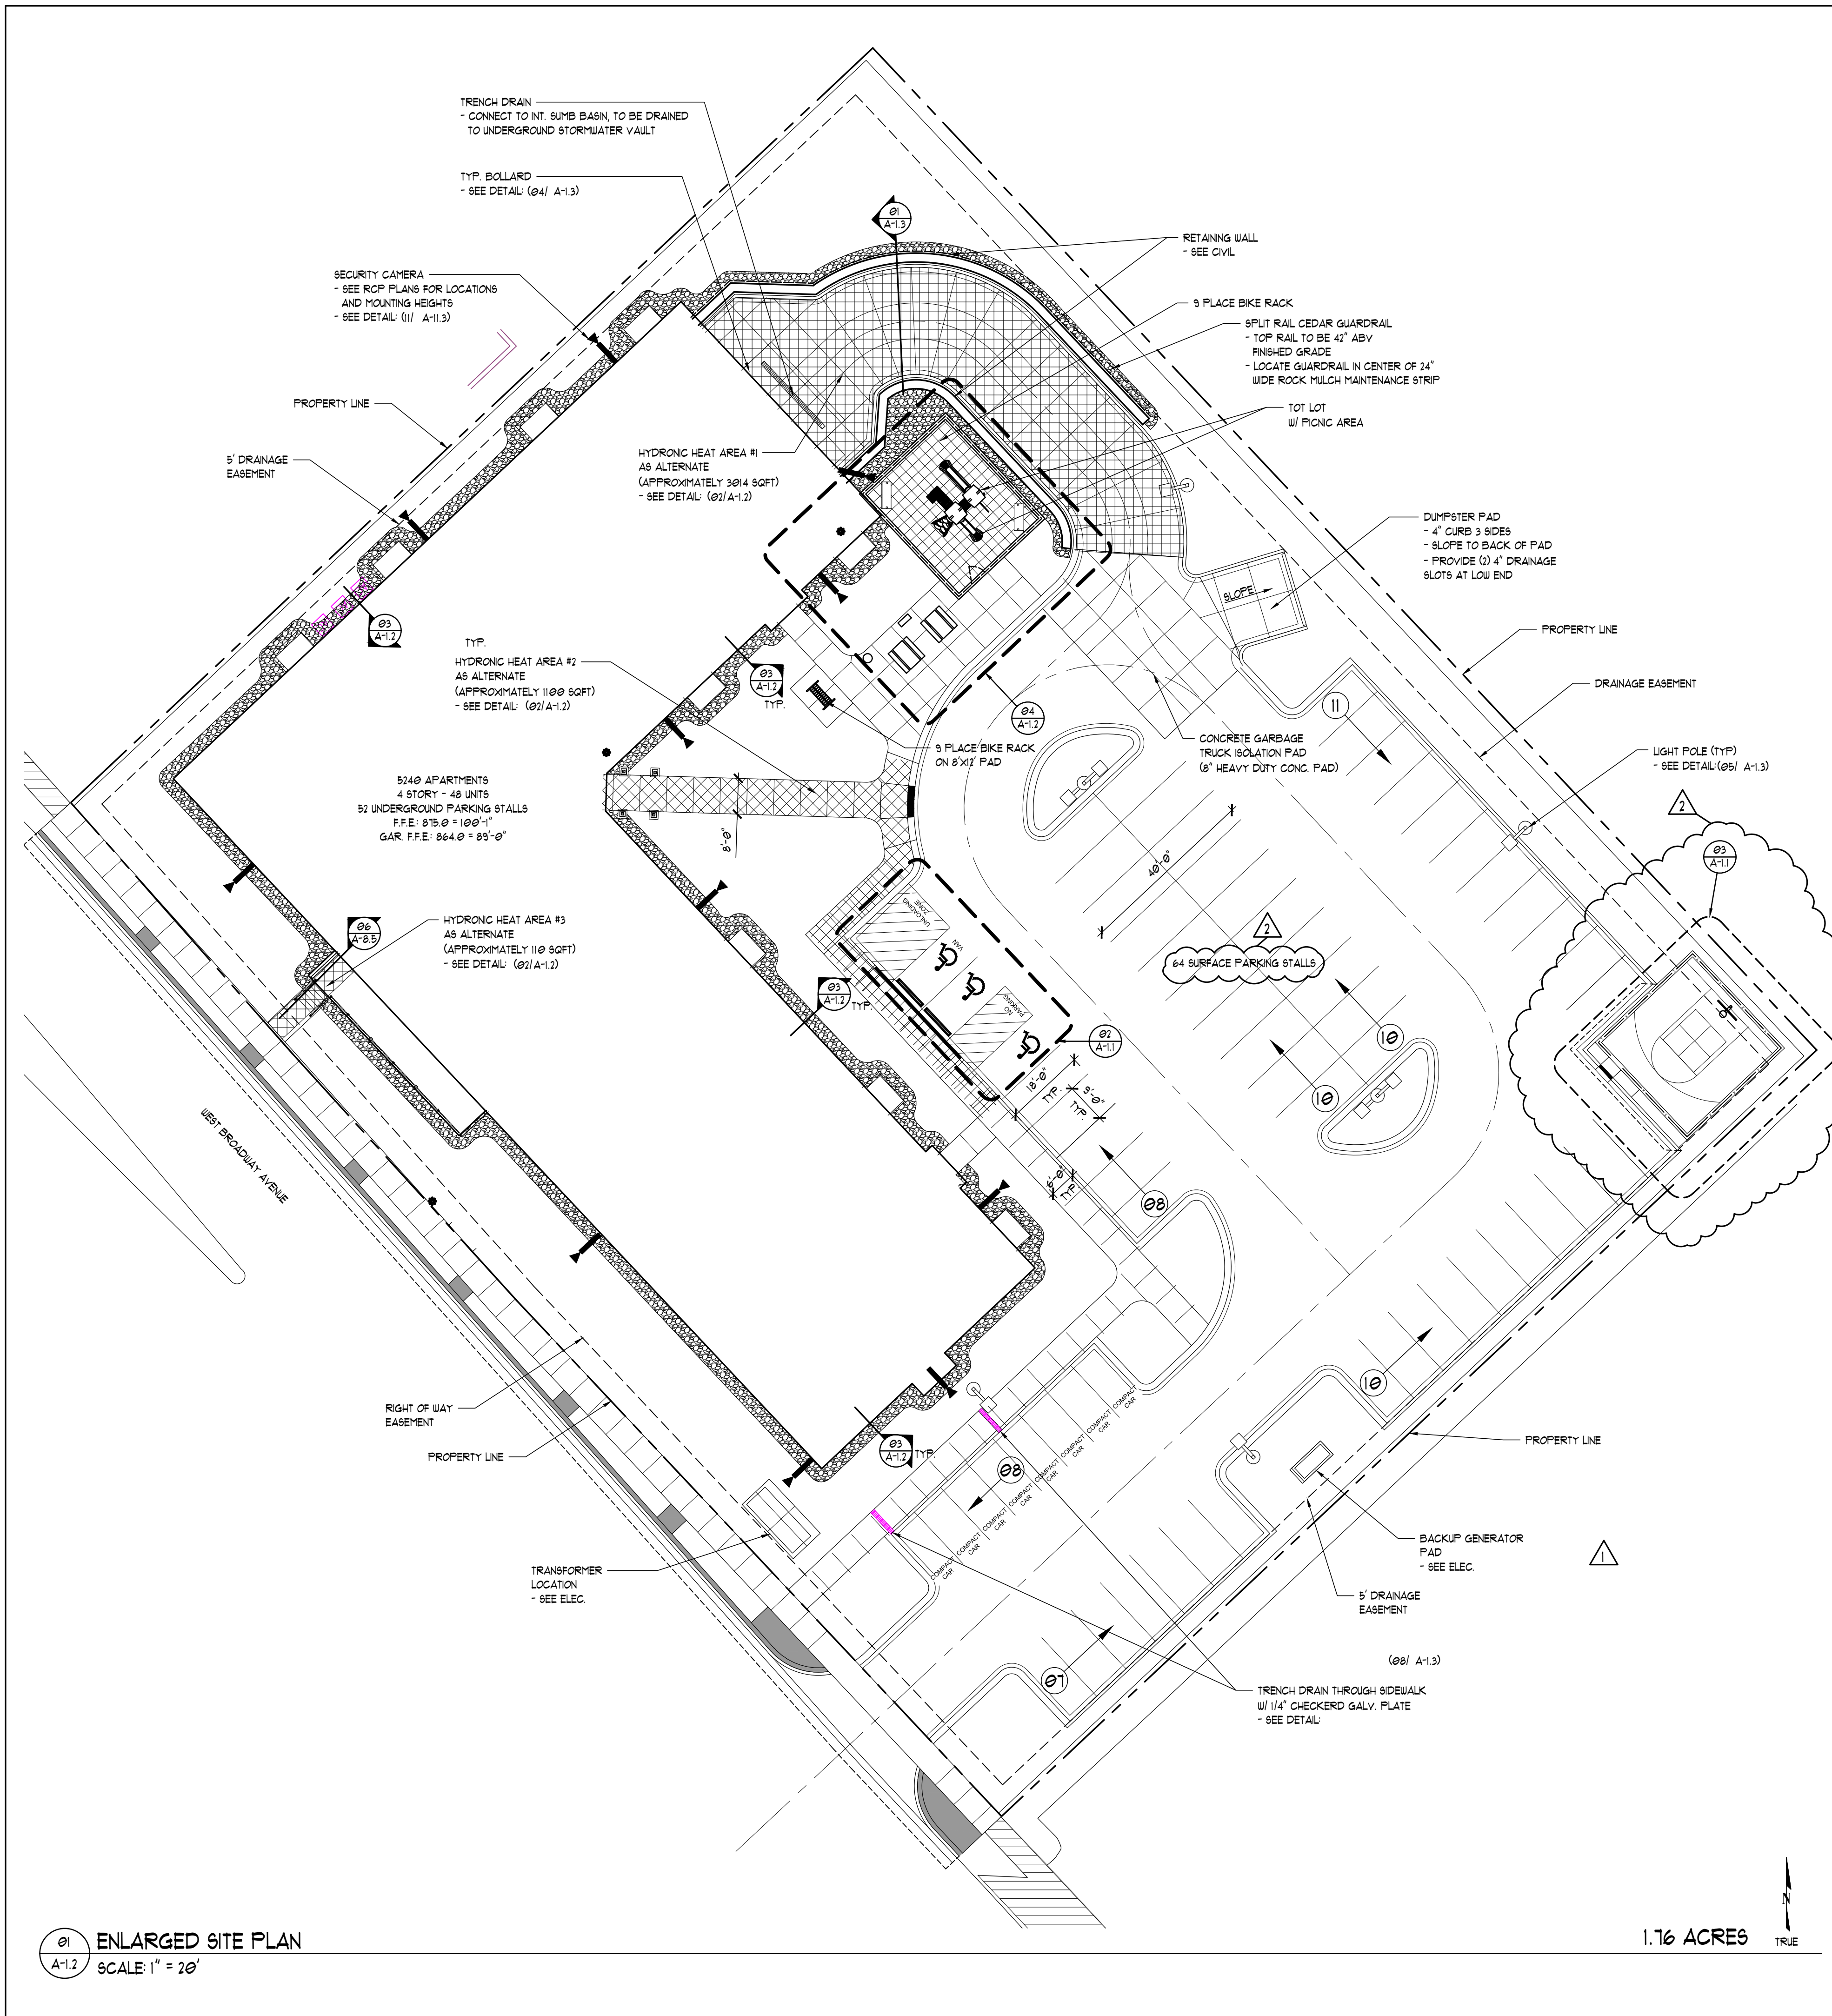 TRENCH DRAIN
- CONNECT TO INT. SUMB BASIN, TO BE DRAINED
TO UNDERGROUND STORMWATER VAULT
TYP. BOLLARD
- SEE DETAIL: (04/ A-1.3)
01
A-1.3
RETAINING WALL
- SEE CIVIL
SECURITY CAMERA
- SEE RCP PLANS FOR LOCATIONS
AND MOUNTING HEIGHTS
- SEE DETAIL: (11/ A-11.3)
9 PLACE BIKE RACK
SPLIT RAIL CEDAR GUARDRAIL
- TOP RAIL TO BE 42" ABV
FINISHED GRADE
- LOCATE GUARDRAIL IN CENTER OF 24"
WIDE ROCK MULCH MAINTENANCE STRIP
PROPERTY LINE
TOT LOT
W/ PICNIC AREA
5' DRAINAGE
EASEMENT
HYDRONIC HEAT AREA #1
AS ALTERNATE
(APPROXIMATELY 3014 SQFT)
- SEE DETAIL: (02/A-1.2)
DUMPSTER PAD
- 4" CURB 3 SIDES
- SLOPE TO BACK OF PAD
- PROVIDE (2) 4" DRAINAGE
SLOTS AT LOW END
SLOPE
03
A-1.2
PROPERTY LINE
TYP.
HYDRONIC HEAT AREA #2
AS ALTERNATE
(APPROXIMATELY 1100 SQFT)
- SEE DETAIL: (02/A-1.2)
03
A-1.2
TYP.
DRAINAGE EASEMENT
04
A-1.2
11
9 PLACE BIKE RACK
ON 8'X12' PAD
CONCRETE GARBAGE
TRUCK ISOLATION PAD
(8" HEAVY DUTY CONC. PAD)
LIGHT POLE (TYP)
- SEE DETAIL:(05/ A-1.3)
5240 APARTMENTS
4 STORY - 48 UNITS
52 UNDERGROUND PARKING STALLS
F.F.E.: 875.0 = 100'-1"
GAR. F.F.E.: 864.0 = 89'-0"
8'-0"
2
03
A-1.1
40'-0"
HYDRONIC HEAT AREA #3
AS ALTERNATE
(APPROXIMATELY 110 SQFT)
- SEE DETAIL: (02/A-1.2)
06
A-8.5
UNLOADING
ZONE
VAN
2
64 SURFACE PARKING STALLS
03
A-1.2
TYP.
NO
PARKING
02
A-1.1
10
10
18'-0"
TYP.
9'-0"
TYP.
WEST BROADWAY AVENUE
6'-0"
TYP.
08
RIGHT OF WAY
EASEMENT
PROPERTY LINE
10
COMPACT
CAR
COMPACT
CAR
COMPACT
CAR
COMPACT
CAR
COMPACT
CAR
COMPACT
CAR
COMPACT
CAR
COMPACT
CAR
03
A-1.2
TYP.
08
PROPERTY LINE
BACKUP GENERATOR
PAD
- SEE ELEC.
1
TRANSFORMER
LOCATION
- SEE ELEC.
5' DRAINAGE
EASEMENT
07
(08/ A-1.3)
TRENCH DRAIN THROUGH SIDEWALK
W/ 1/4" CHECKERD GALV. PLATE
- SEE DETAIL:
N
TRUE
1.76 ACRES
01
A-1.2
ENLARGED SITE PLAN
SCALE: 1" = 20'